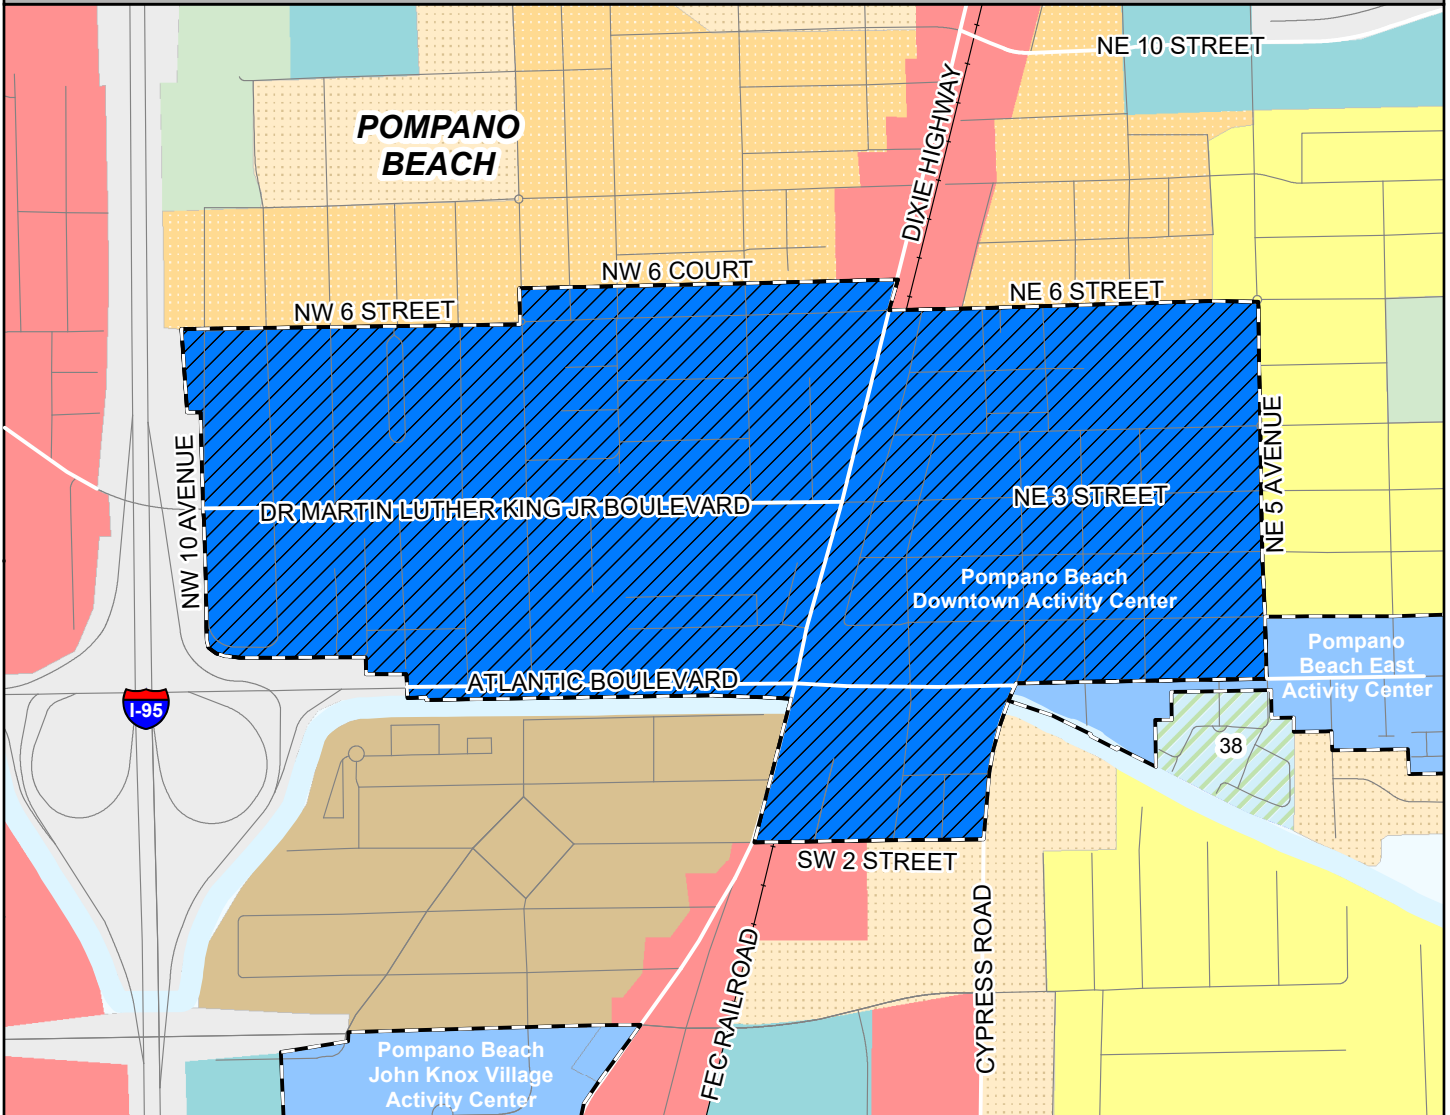 NE 10 STREET
POMPANO
BEACH
DIXIE HIGHWAY
NW 6 COURT
NE 6 STREET
NW 6 STREET
NE 5 AVENUE
NW 10 AVENUE
DR MARTIN LUTHER KING JR BOULEVARD
NE 3 STREET
Pompano Beach
Downtown Activity Center
Pompano
Beach East
Activity Center
ATLANTIC BOULEVARD
I-95
38
SW 2 STREET
CYPRESS ROAD
FEC RAILROAD
Pompano Beach
John Knox Village
Activity Center